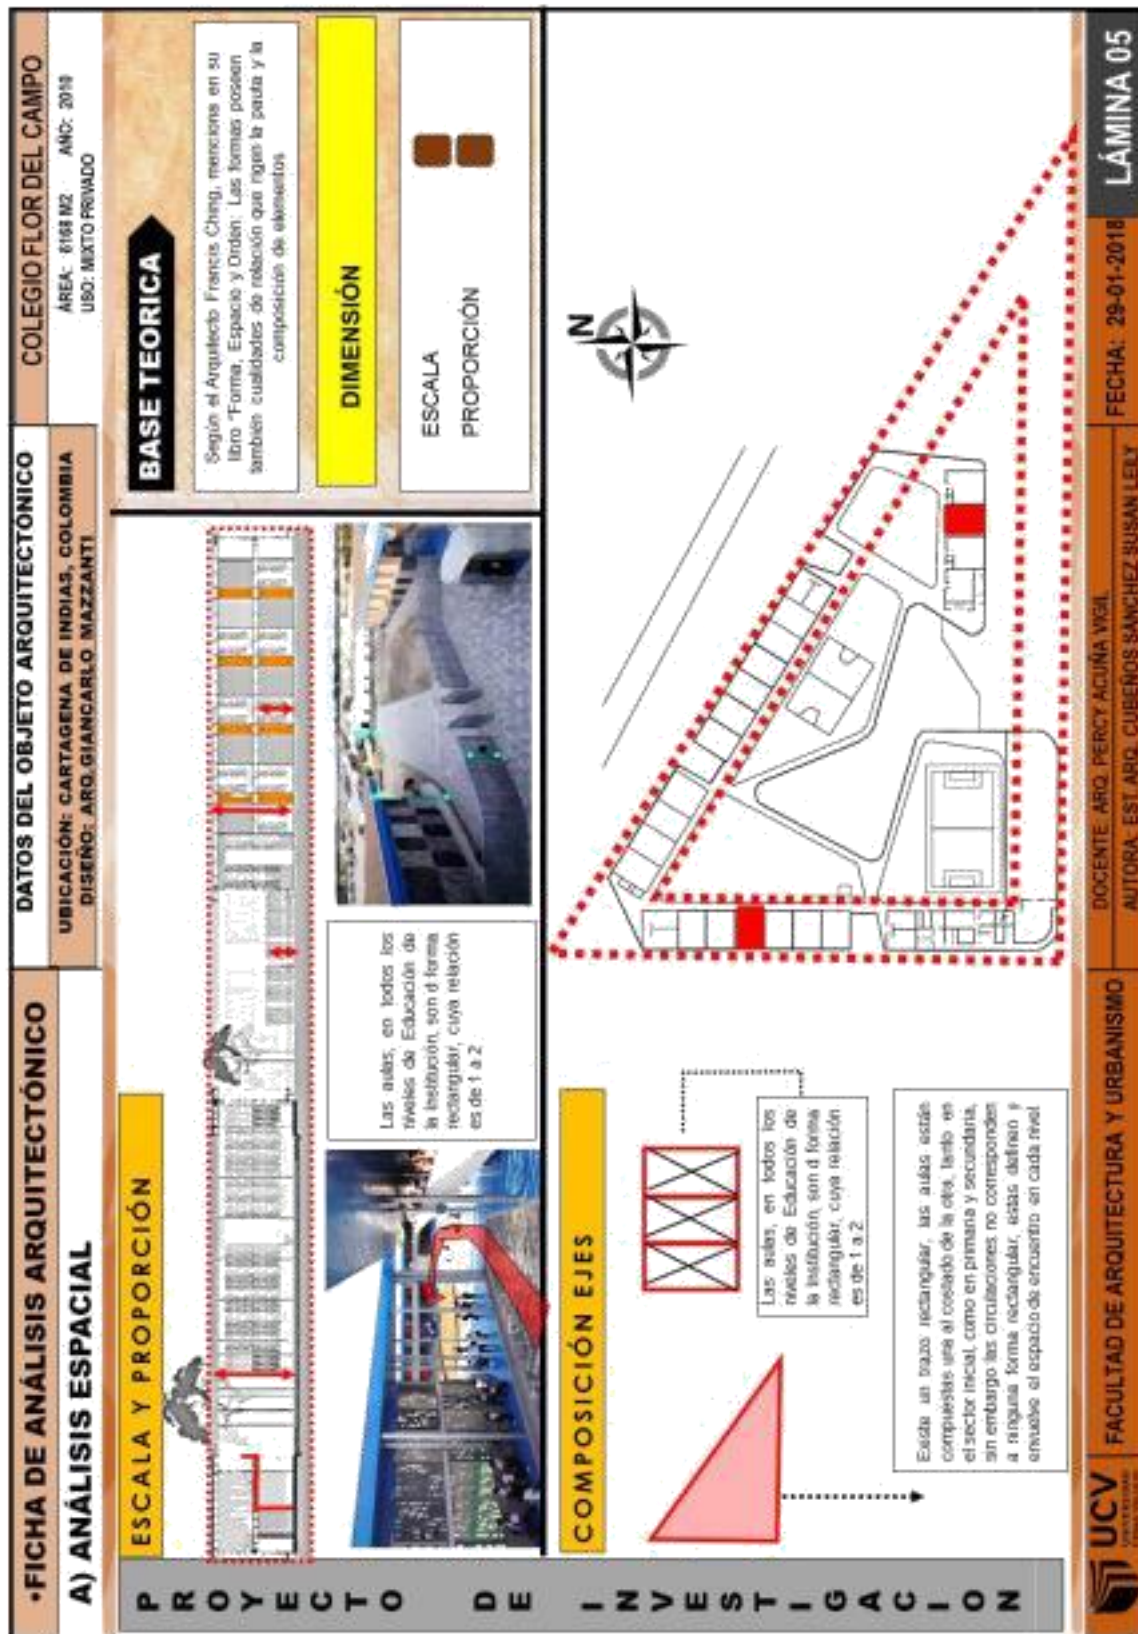 •FICHA DE ANÁLISIS ARQUITECTÓNICO
DATOS DEL OBJETO ARQUITECTÓNICO
COLEGIO FLOR DEL CAMPO
A) ANÁLISIS ESPACIAL
UBICACIÓN: CARTAGENA DE INDIAS, COLOMBIA
DISEÑO: ARQ GIANCARLO MAZZANTI
ÁREA: 6168 M2 AÑO: 2010
USO: MIXTO PRIVADO
PROYECTO DE INVESTIGACION
ESCALA Y PROPORCIÓN
Las aulas, en todos los
niveles de Educación de
la Institución, son d forma
rectangular, cuya relación
es de 1 a 2
BASE TEORICA
Según el Arquitecto Francis Ching, menciona en su
libro "Forma, Espacio y Orden: Las formas poseen
también cualidades de relación que rigen la pauta y la
composición de elementos
DIMENSIÓN
ESCALA
PROPORCIÓN
COMPOSICIÓN EJES
Las aulas, en todos los
niveles de Educación de
la Institución, son d forma
rectangular, cuya relación
es de 1 a 2
Existe un trazo rectangular, las aulas están
compuestas una al costado de la otra, tanto en
el sector inicial, como en primaria y secundaria,
sin embargo las circulaciones no corresponden
a ninguna forma rectangular, estas definen y
envuelve el espacio de encuentro en cada nivel
N
UCV
UNIVERSIDAD
FACULTAD DE ARQUITECTURA Y URBANISMO
DOCENTE: ARQ. PERCY ACUÑA VIGIL
AUTORA: EST. ARQ. CUBEÑOS SANCHEZ SUSAN LEILY
FECHA: 29-01-2018
LÁMINA 05